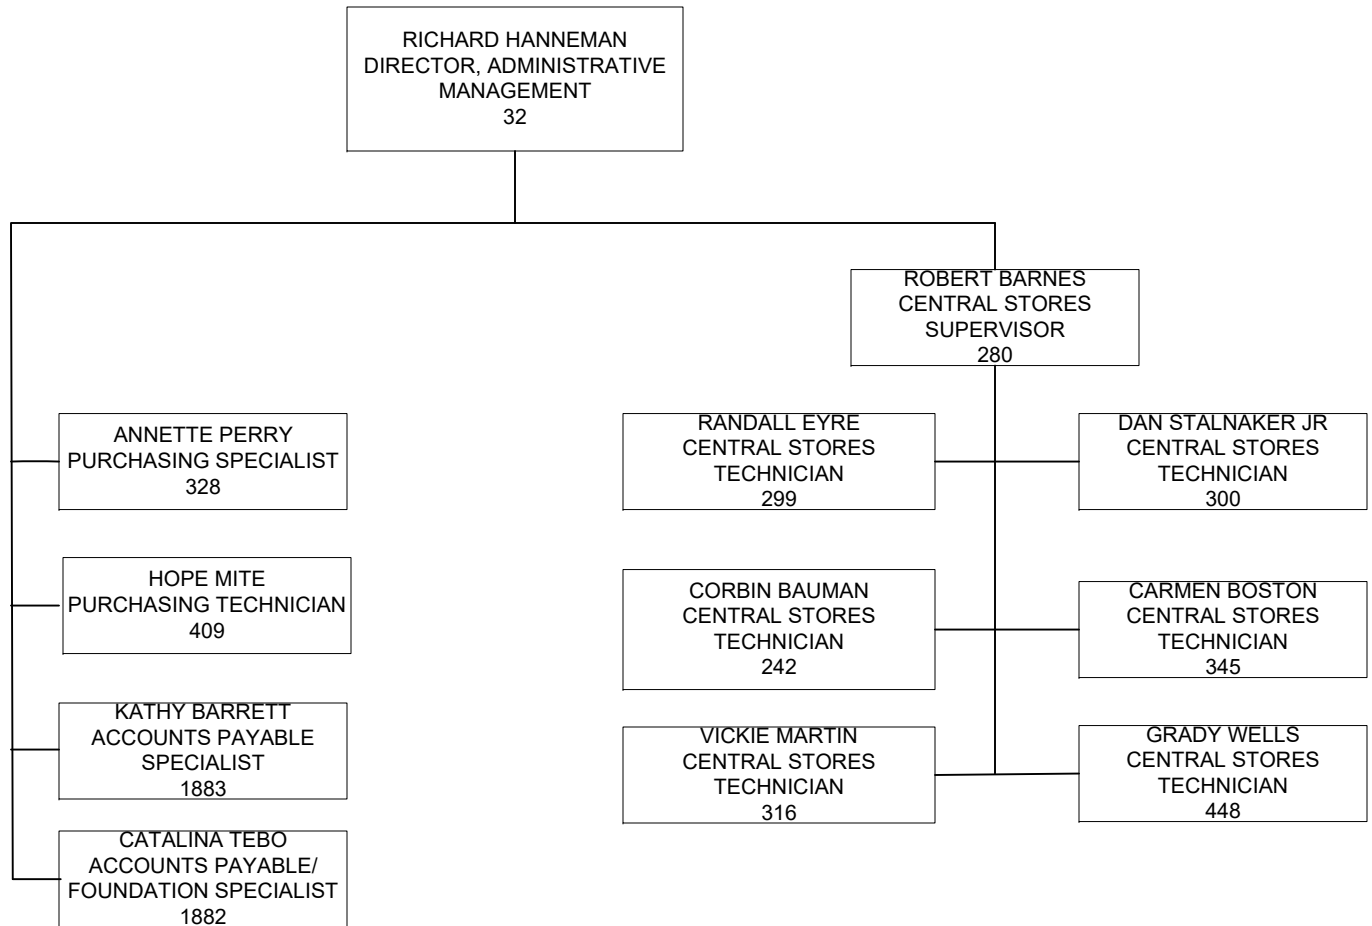 RICHARD HANNEMAN
DIRECTOR, ADMINISTRATIVE
MANAGEMENT
32
ROBERT BARNES
CENTRAL STORES
SUPERVISOR
280
ANNETTE PERRY
PURCHASING SPECIALIST
328
RANDALL EYRE
CENTRAL STORES
TECHNICIAN
299
DAN STALNAKER JR
CENTRAL STORES
TECHNICIAN
300
HOPE MITE
PURCHASING TECHNICIAN
409
CORBIN BAUMAN
CENTRAL STORES
TECHNICIAN
242
CARMEN BOSTON
CENTRAL STORES
TECHNICIAN
345
KATHY BARRETT
ACCOUNTS PAYABLE
SPECIALIST
1883
VICKIE MARTIN
CENTRAL STORES
TECHNICIAN
316
GRADY WELLS
CENTRAL STORES
TECHNICIAN
448
CATALINA TEBO
ACCOUNTS PAYABLE/
FOUNDATION SPECIALIST
1882